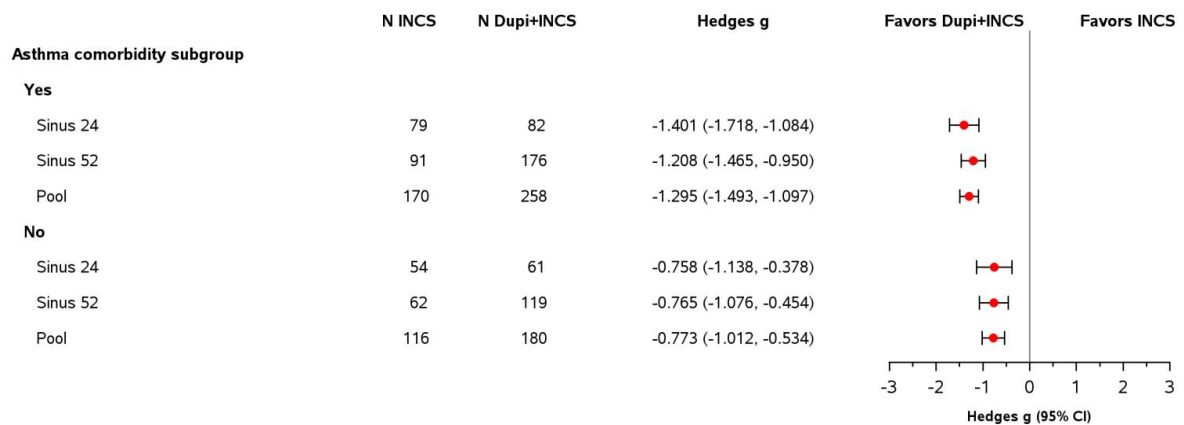 N INCS N Dupi+INCS Hedges g Favors Dupi+INCS Favors INCS
Asthma comorbidity subgroup
Yes
Sinus 24 79 82 -1.401 (-1.718, -1.084)
Sinus 52 91 176 -1.208 (-1.465, -0.950)
Pool 170 258 -1.295 (-1.493, -1.097)
No
Sinus 24 54 61 -0.758 (-1.138, -0.378)
Sinus 52 62 119 -0.765 (-1.076, -0.454)
Pool 116 180 -0.773 (-1.012, -0.534)
-3 -2 -1 0 1 2 3
Hedges g (95% CI)